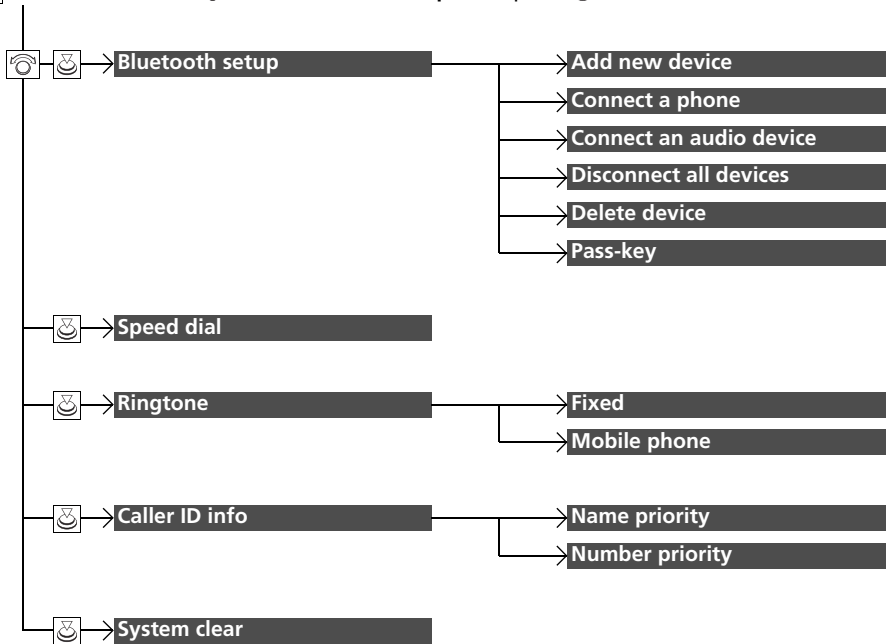 Bluetooth setup
Add new device
Connect a phone
Connect an audio device
Disconnect all devices
Delete device
Pass-key
Speed dial
Ringtone
Fixed
Mobile phone
Caller ID info
Name priority
Number priority
System clear